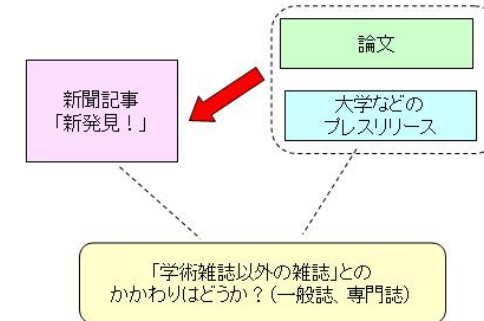 論文
新聞記事
「新発見！」
大学などの
プレスリリース
「学術雑誌以外の雑誌」との
かかわりはどうか？（一般誌、専門誌）